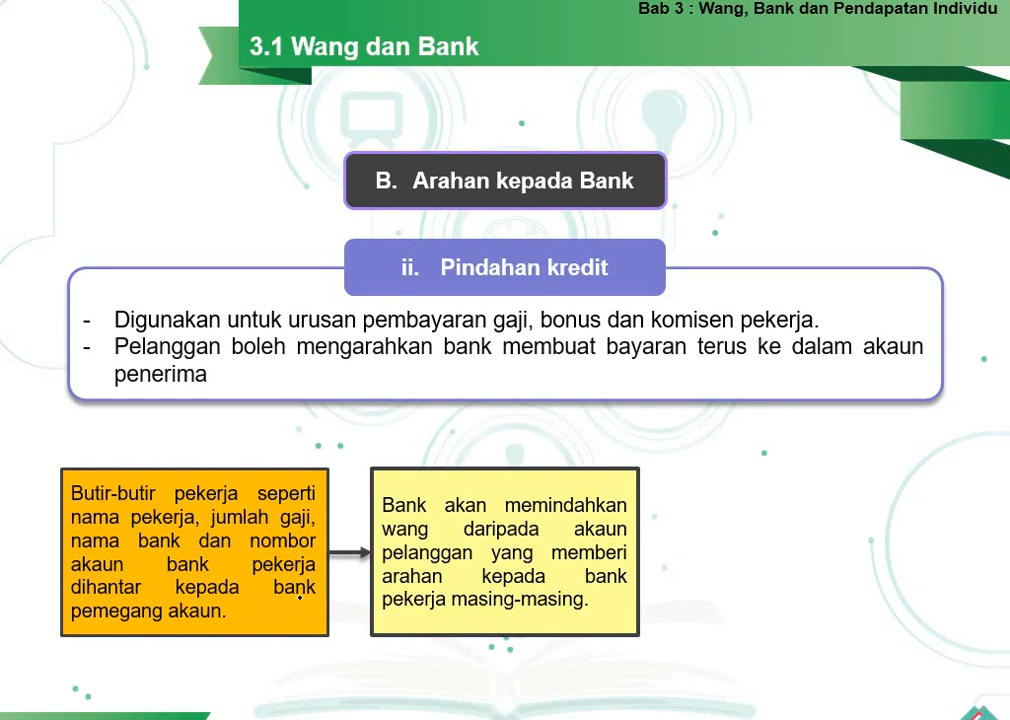 Bab 3 : Wang, Bank dan Pendapatan Individu
3.1 Wang dan Bank
B. Arahan kepada Bank
ii. Pindahan kredit
- Digunakan untuk urusan pembayaran gaji, bonus dan komisen pekerja.
- Pelanggan boleh mengarahkan bank membuat bayaran terus ke dalam akaun
penerima
Butir-butir pekerja seperti
nama pekerja, jumlah gaji,
nama bank dan nombor
akaun bank pekerja
dihantar kepada bank
pemegang akaun.
Bank akan memindahkan
wang daripada akaun
pelanggan yang memberi
arahan kepada bank
pekerja masing-masing.